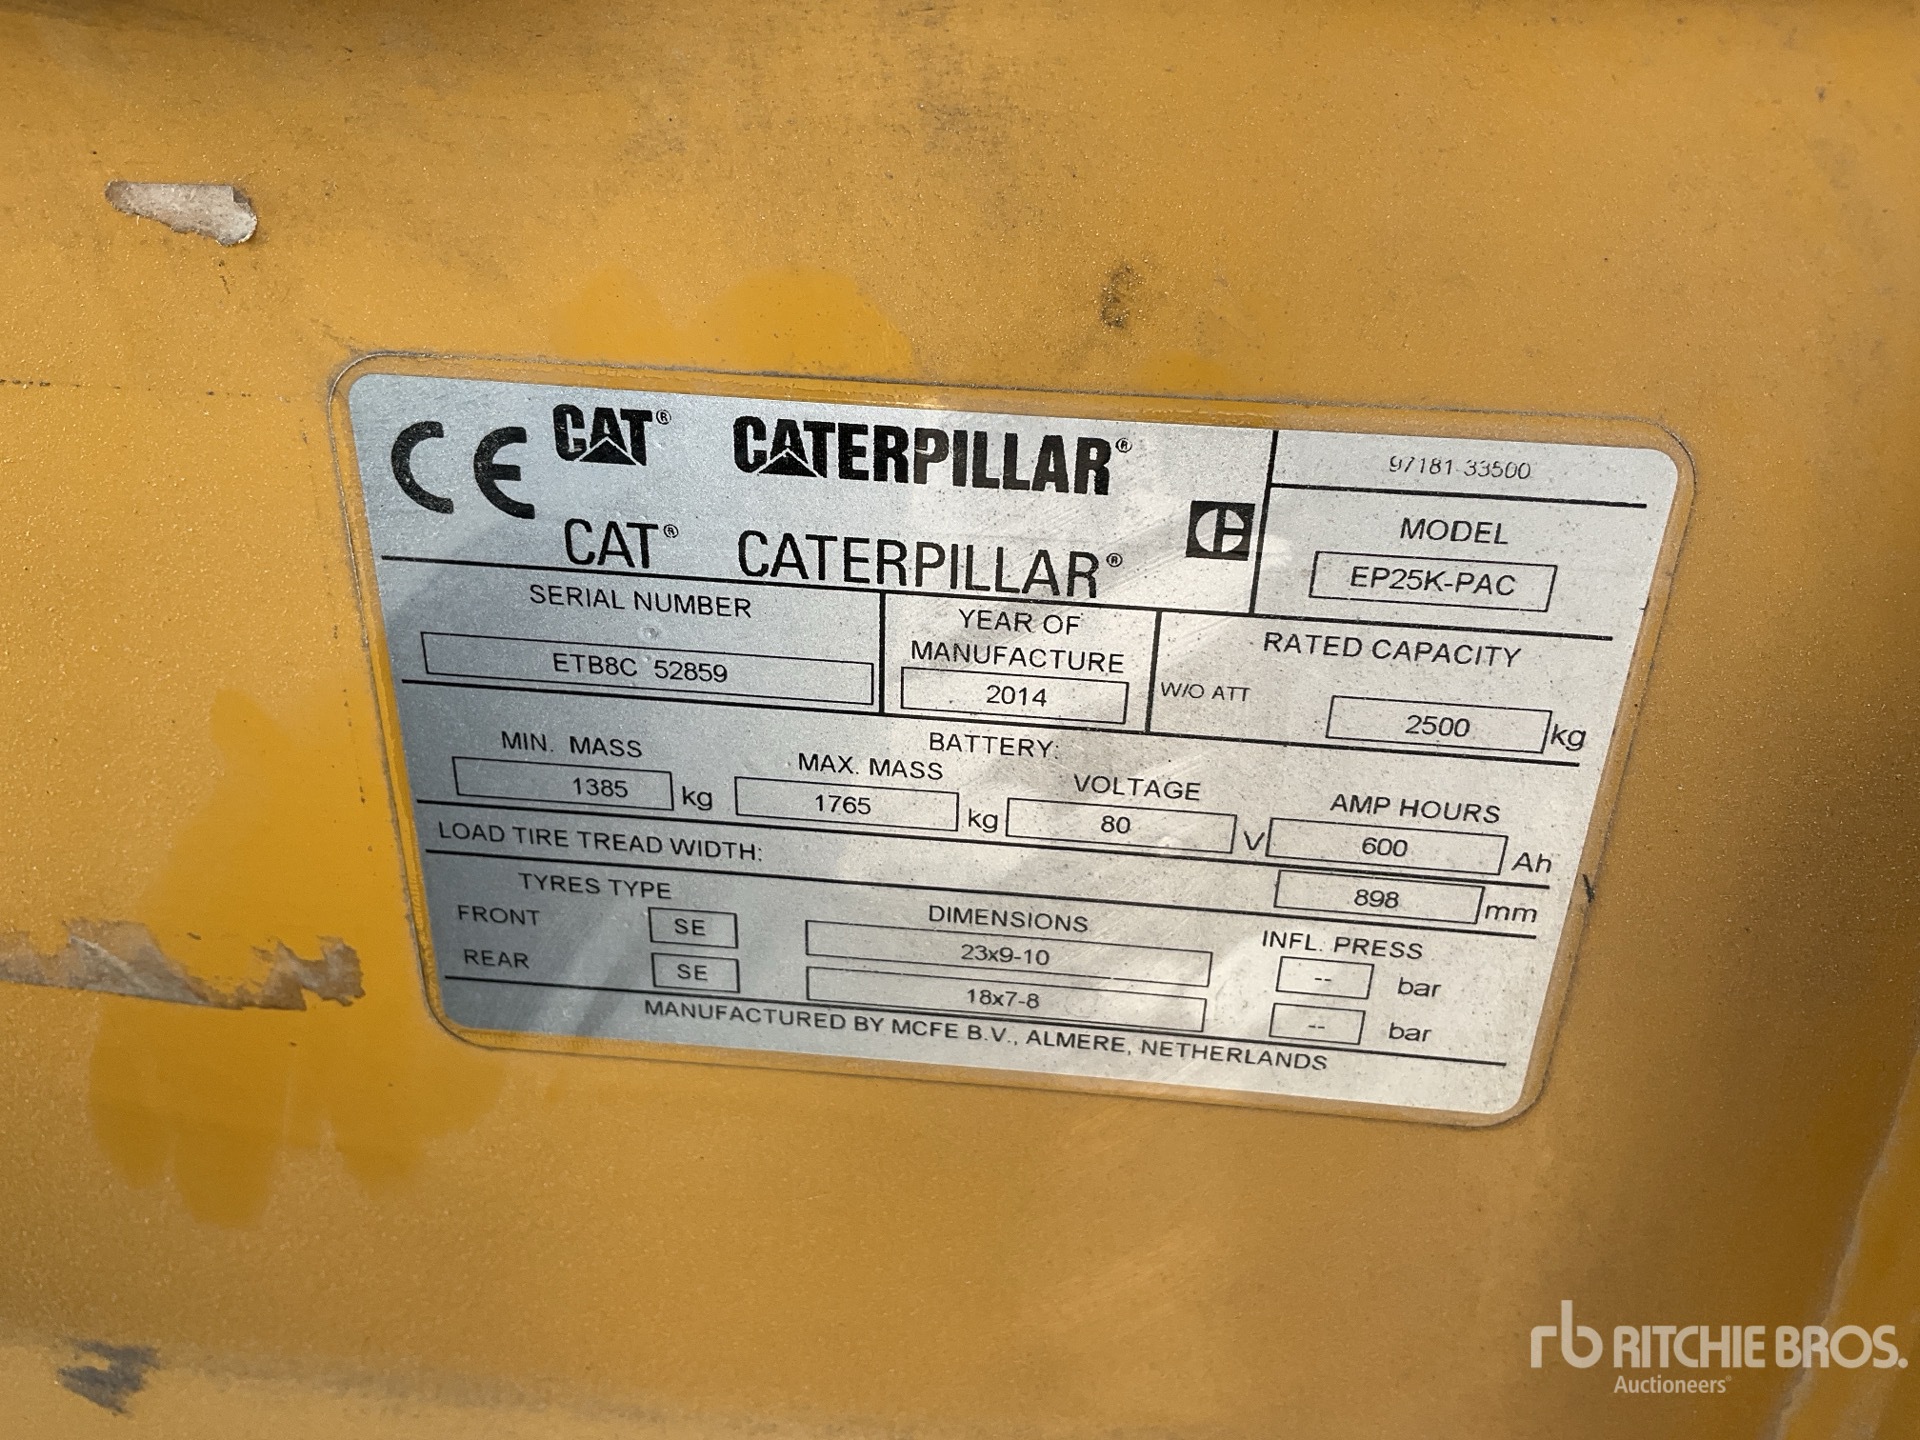 CE CAT® CATERPILLAR®
CAT® CATERPILLAR®
97181-33500
MODEL
EP25K-PAC
SERIAL NUMBER
ETB8C 52859
YEAR OF
MANUFACTURE
2014
RATED CAPACITY
W/O ATT 2500 kg
BATTERY:
MIN. MASS MAX. MASS VOLTAGE AMP HOURS
1385 kg 1765 kg 80 V 600 Ah
LOAD TIRE TREAD WIDTH: 898 mm
TYRES TYPE DIMENSIONS INFL. PRESS
FRONT SE 23x9-10 -- bar
REAR SE 18x7-8 -- bar
MANUFACTURED BY MCFE B.V., ALMERE, NETHERLANDS
rb RITCHIE BROS.
Auctioneers®